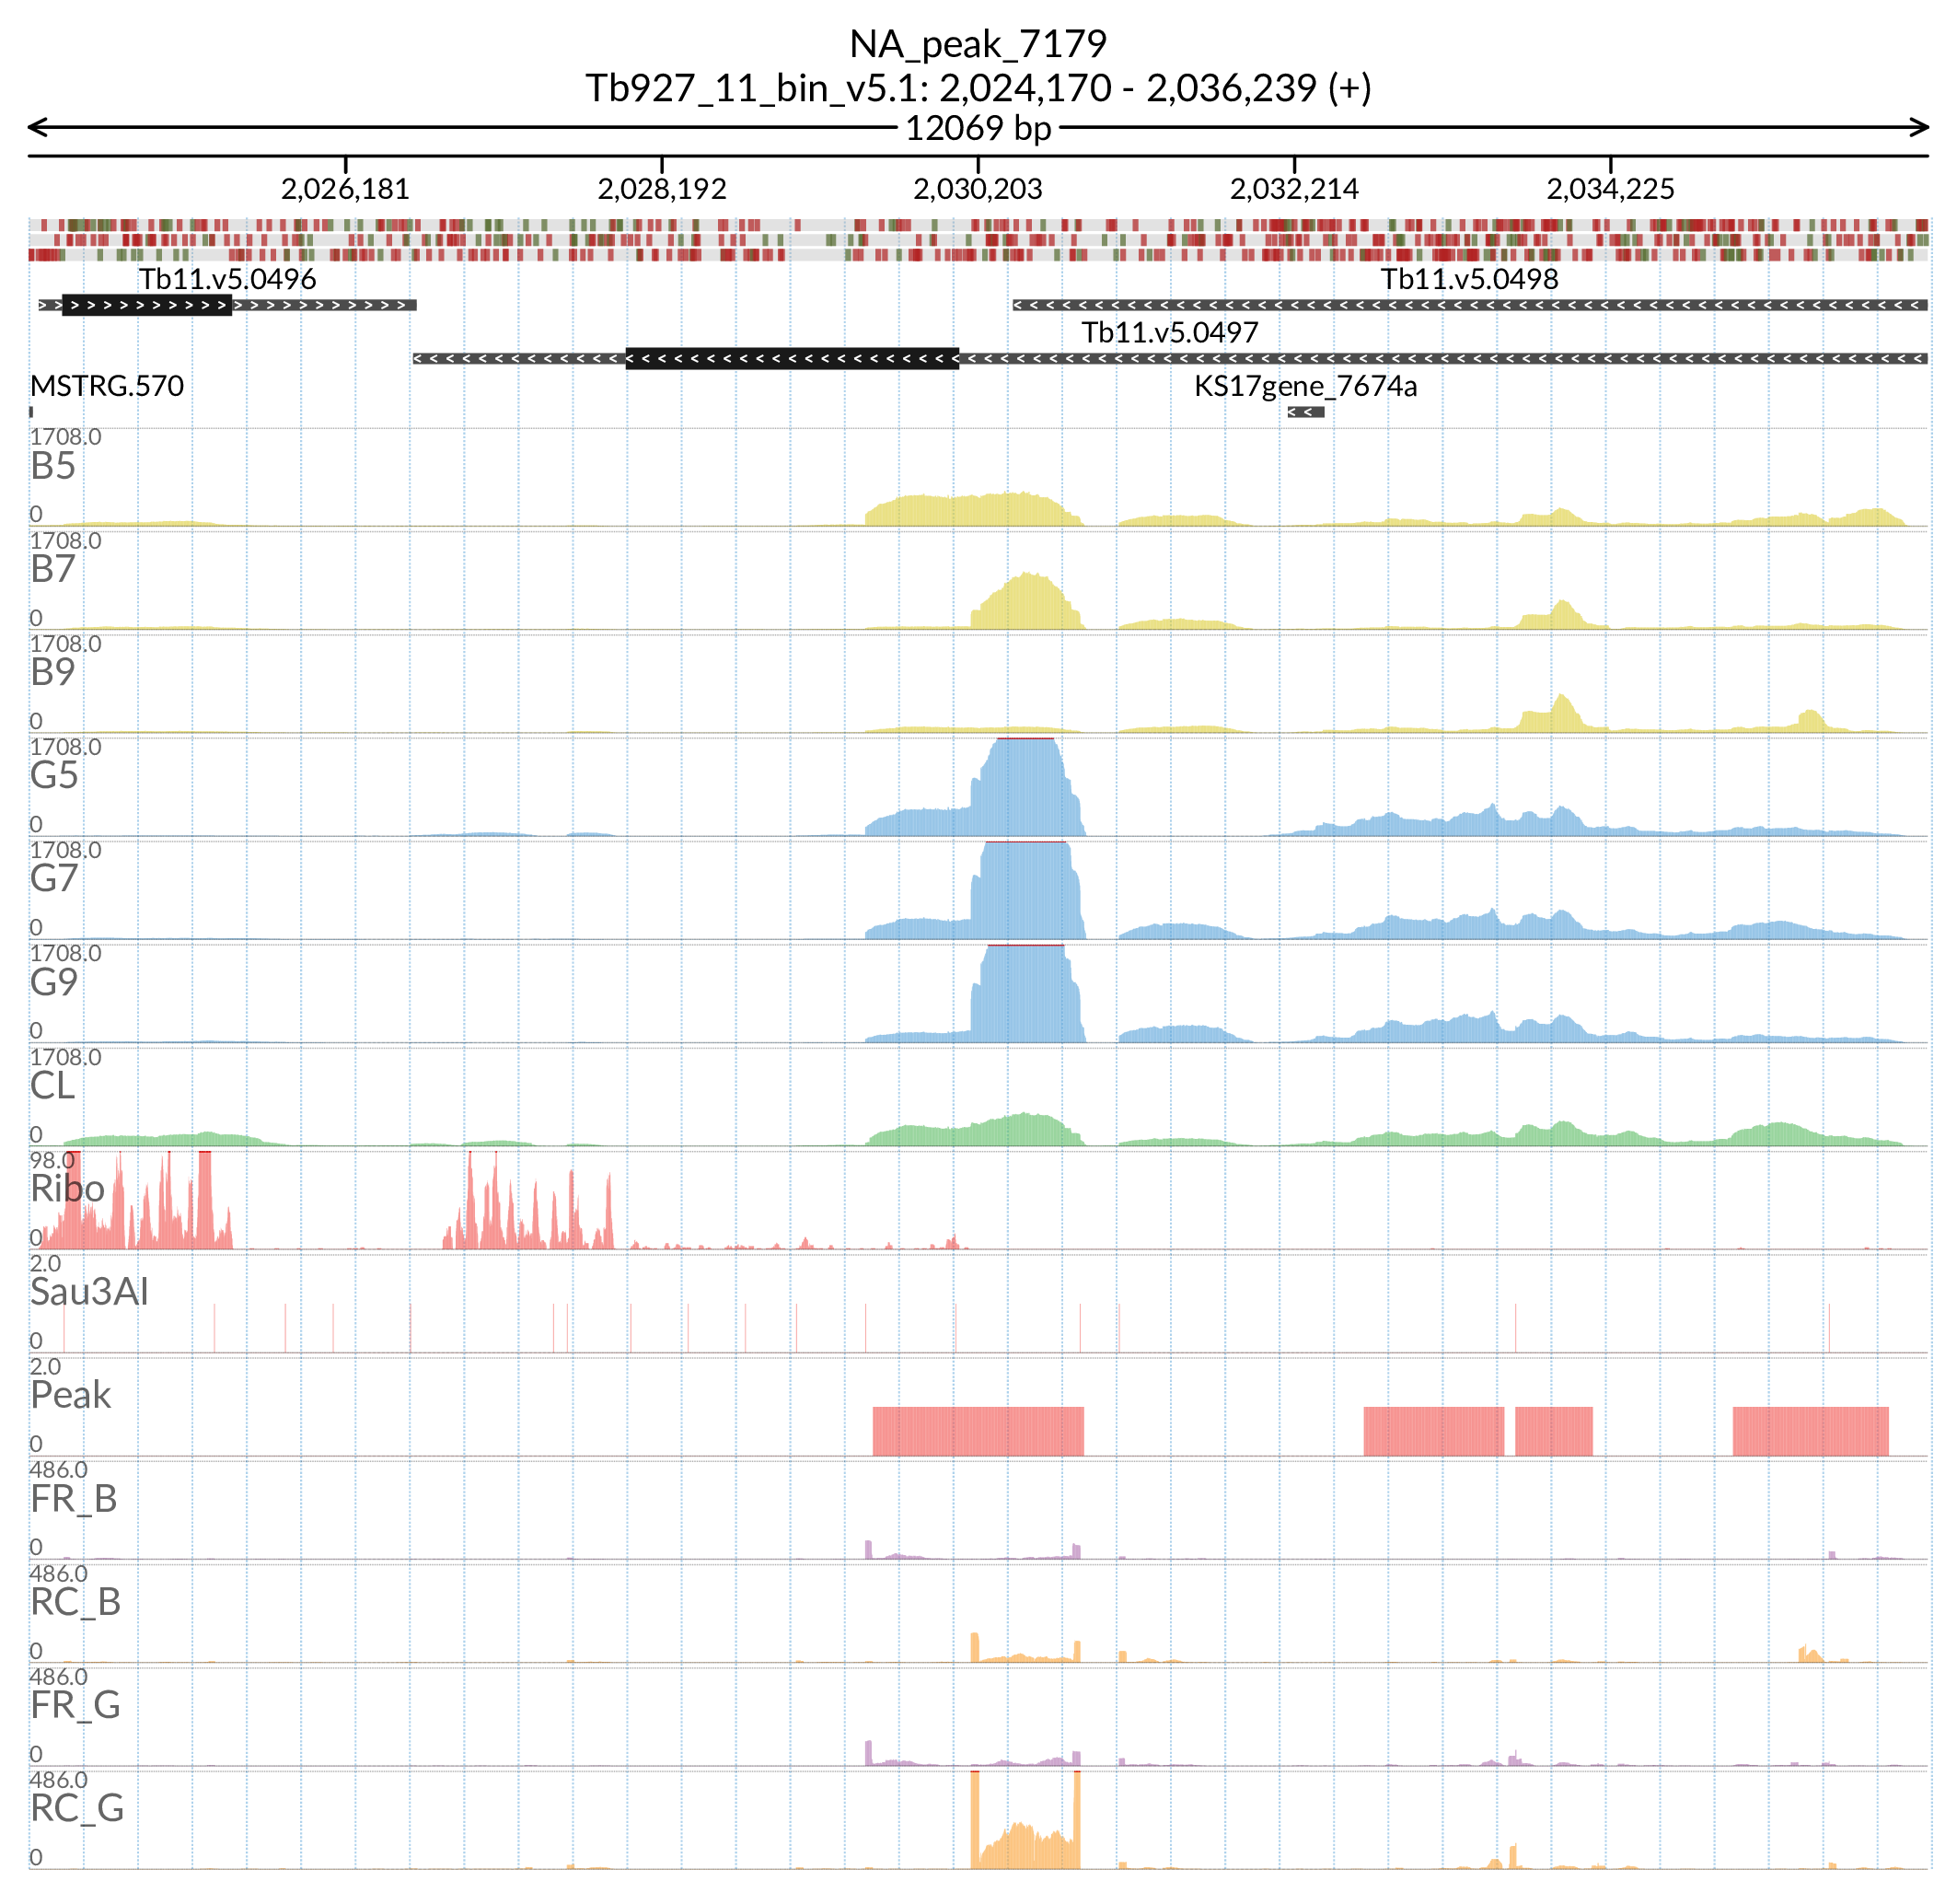 NA_peak_7179
Tb927_11_bin_v5.1: 2,024,170 - 2,036,239 (+)
12069 bp
2,026,181 2,028,192 2,030,203 2,032,214 2,034,225
Tb11.v5.0496 Tb11.v5.0498
Tb11.v5.0497
MSTRG.570 KS17gene_7674a
1708.0
B5
0
1708.0
B7
0
1708.0
B9
0
1708.0
G5
0
1708.0
G7
0
1708.0
G9
0
1708.0
CL
0
98.0
Ribo
0
2.0
Sau3AI
0
2.0
Peak
0
486.0
FR_B
0
486.0
RC_B
0
486.0
FR_G
0
486.0
RC_G
0